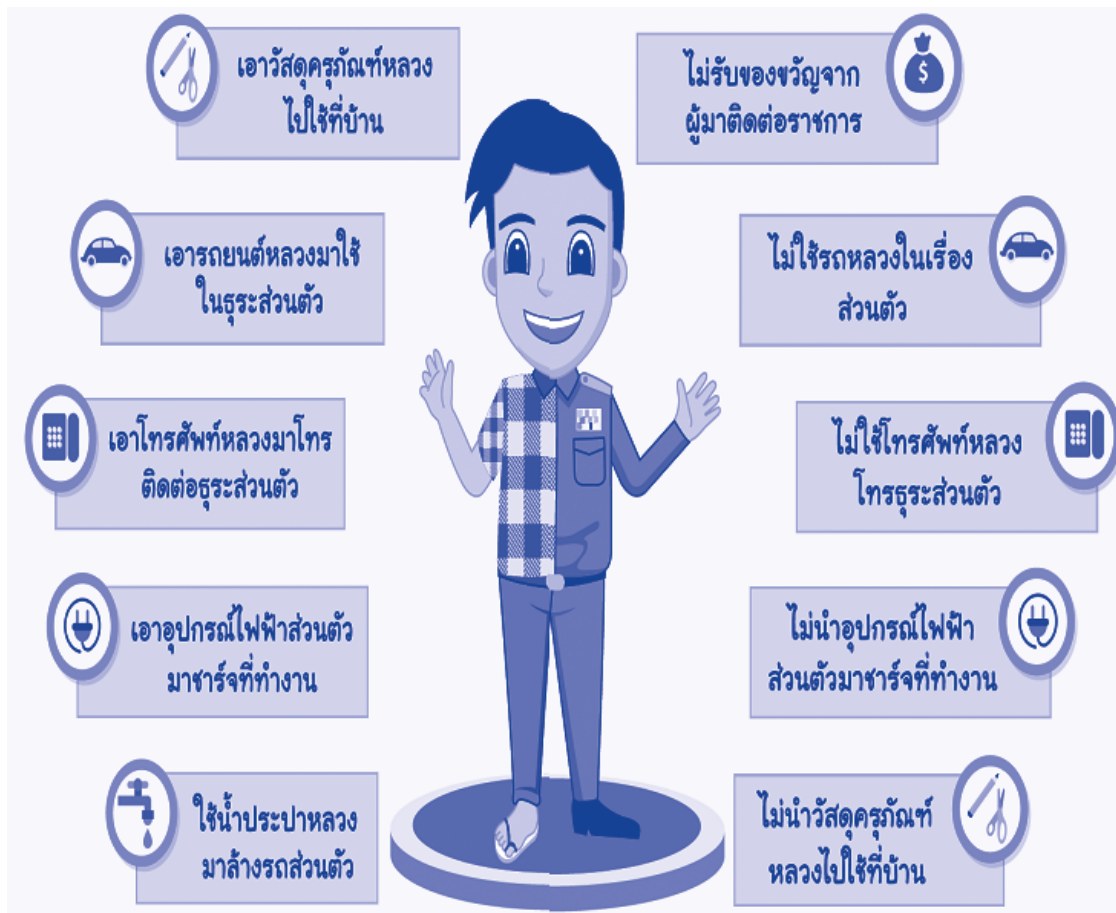 เอาวัสดุครุภัณฑ์หลวง
ไปใช้ที่บ้าน
เอารถยนต์หลวงมาใช้
ในธุระส่วนตัว
เอาโทรศัพท์หลวงมาโทร
ติดต่อธุระส่วนตัว
เอาอุปกรณ์ไฟฟ้าส่วนตัว
มาชาร์จที่ทำงาน
ใช้น้ำประปาหลวง
มาล้างรถส่วนตัว
ไม่รับของขวัญจาก
ผู้มาติดต่อราชการ
ไม่ใช้รถหลวงในเรื่อง
ส่วนตัว
ไม่ใช้โทรศัพท์หลวง
โทรธุระส่วนตัว
ไม่นำอุปกรณ์ไฟฟ้า
ส่วนตัวมาชาร์จที่ทำงาน
ไม่นำวัสดุครุภัณฑ์
หลวงไปใช้ที่บ้าน